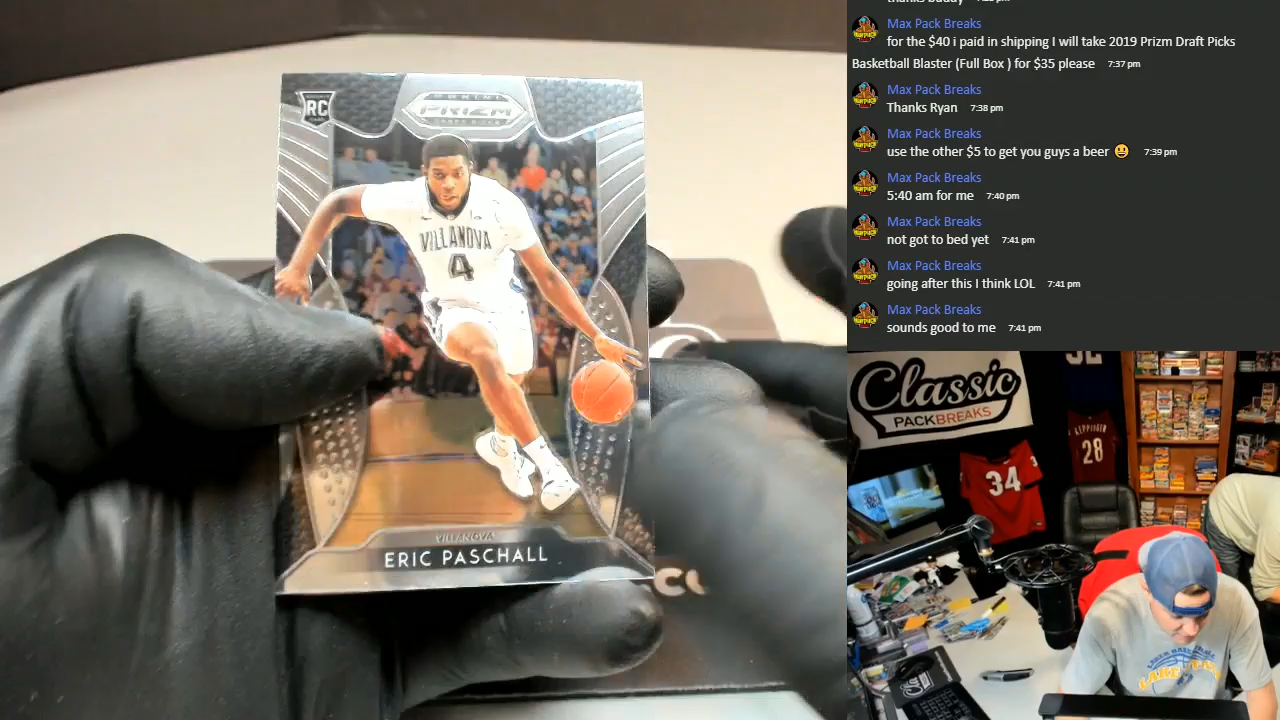 RC
PANINI
PRIZM
VILLANOVA
4
VILLANOVA
ERIC PASCHALL
thanks buddy
Max Pack Breaks
for the $40 i paid in shipping I will take 2019 Prizm Draft Picks
Basketball Blaster (Full Box ) for $35 please 7:37 pm
Max Pack Breaks
Thanks Ryan 7:38 pm
Max Pack Breaks
use the other $5 to get you guys a beer 😀 7:39 pm
Max Pack Breaks
5:40 am for me 7:40 pm
Max Pack Breaks
not got to bed yet 7:41 pm
Max Pack Breaks
going after this I think LOL 7:41 pm
Max Pack Breaks
sounds good to me 7:41 pm
Classic
PACK BREAKS
34
28